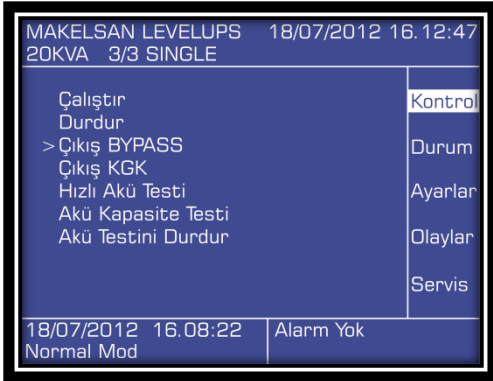 MAKELSAN LEVELUPS 18/07/2012 16.12:47
20KVA 3/3 SINGLE
Çalıştır
Durdur
>Çıkış BYPASS
Çıkış KGK
Hızlı Akü Testi
Akü Kapasite Testi
Akü Testini Durdur
Kontrol
Durum
Ayarlar
Olaylar
Servis
18/07/2012 16.08:22 Alarm Yok
Normal Mod